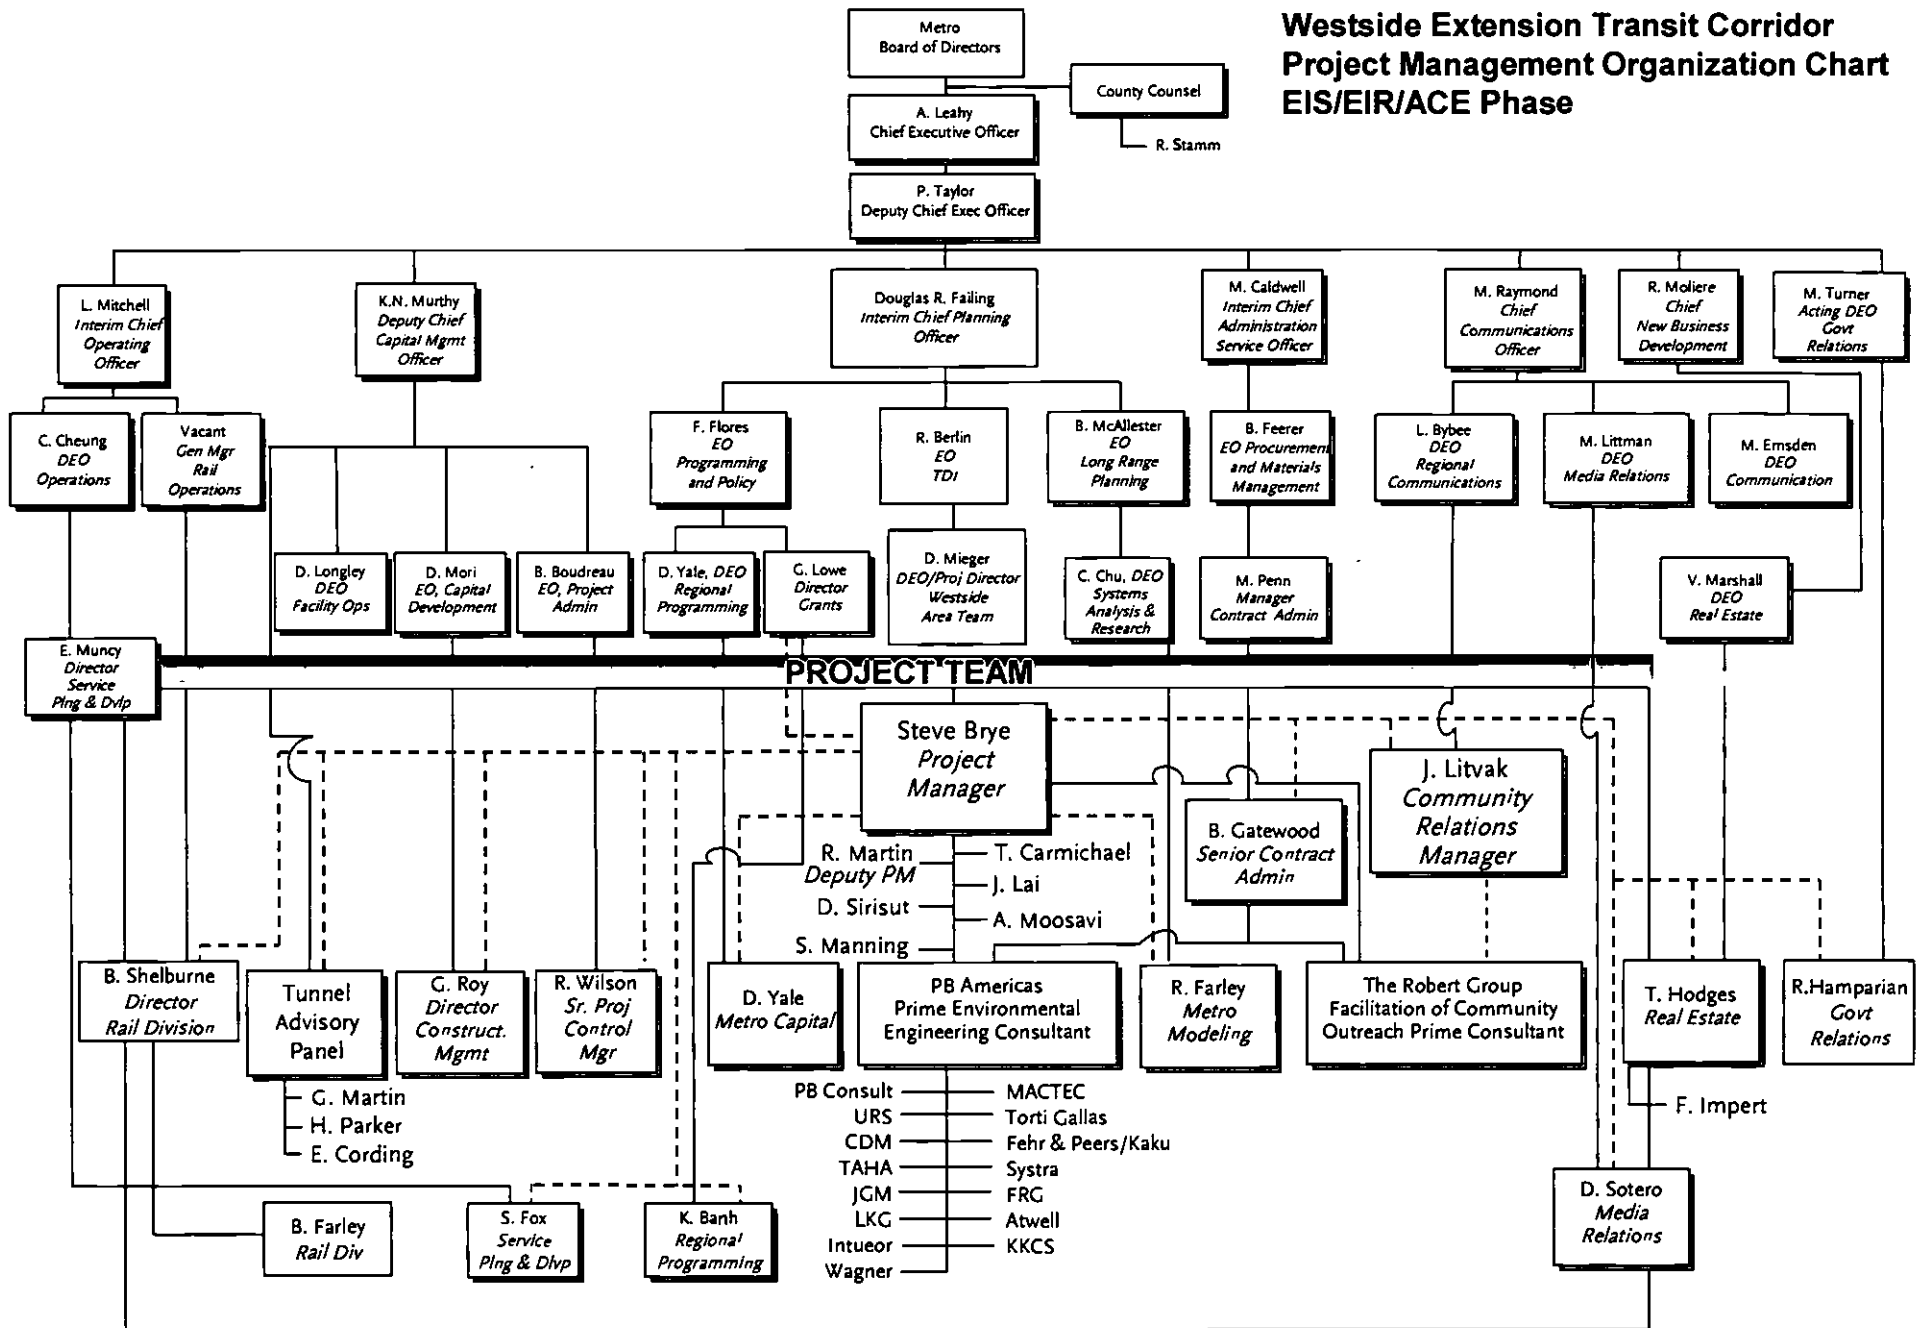 Westside Extension Transit Corridor
Project Management Organization Chart
EIS/EIR/ACE Phase
Metro
Board of Directors
County Counsel
R. Stamm
A. Leahy
Chief Executive Officer
P. Taylor
Deputy Chief Exec Officer
L. Mitchell
Interim Chief
Operating
Officer
K.N. Murthy
Deputy Chief
Capital Mgmt
Officer
Douglas R. Failing
Interim Chief Planning
Officer
M. Caldwell
Interim Chief
Administration
Service Officer
M. Raymond
Chief
Communications
Officer
R. Moliere
Chief
New Business
Development
M. Turner
Acting DEO
Govt
Relations
C. Cheung
DEO
Operations
Vacant
Gen Mgr
Rail
Operations
F. Flores
EO
Programming
and Policy
R. Berlin
EO
TDI
B. McAllester
EO
Long Range
Planning
B. Feerer
EO Procurement
and Materials
Management
L. Bybee
DEO
Regional
Communications
M. Littman
DEO
Media Relations
M. Emsden
DEO
Communication
D. Longley
DEO
Facility Ops
D. Mori
EO, Capital
Development
B. Boudreau
EO, Project
Admin
D. Yale, DEO
Regional
Programming
G. Lowe
Director
Grants
D. Mieger
DEO/Proj Director
Westside
Area Team
C. Chu, DEO
Systems
Analysis &
Research
M. Penn
Manager
Contract Admin
V. Marshall
DEO
Real Estate
E. Muncy
Director
Service
Plng & Dvlp
PROJECT TEAM
Steve Brye
Project
Manager
J. Litvak
Community
Relations
Manager
B. Gatewood
Senior Contract
Admin
R. Martin
Deputy PM
T. Carmichael
J. Lai
D. Sirisut
A. Moosavi
S. Manning
B. Shelburne
Director
Rail Division
Tunnel
Advisory
Panel
G. Roy
Director
Construct.
Mgmt
R. Wilson
Sr. Proj
Control
Mgr
D. Yale
Metro Capital
PB Americas
Prime Environmental
Engineering Consultant
R. Farley
Metro
Modeling
The Robert Group
Facilitation of Community
Outreach Prime Consultant
T. Hodges
Real Estate
R.Hamparian
Govt
Relations
G. Martin
H. Parker
E. Cording
PB Consult
MACTEC
URS
Torti Gallas
CDM
Fehr & Peers/Kaku
TAHA
Systra
JGM
FRG
LKG
Atwell
Intueor
KKCS
Wagner
F. Impert
B. Farley
Rail Div
S. Fox
Service
Plng & Dlvp
K. Banh
Regional
Programming
D. Sotero
Media
Relations